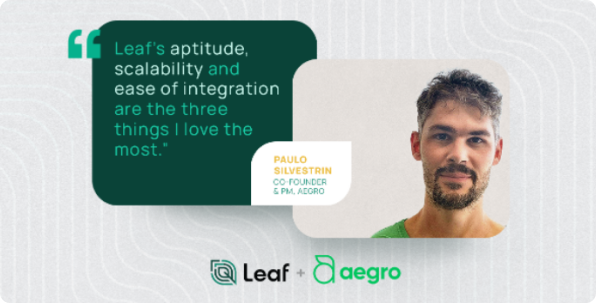 Leaf's aptitude,
scalability and
ease of integration
are the three
things I love the
most."
PAULO
SILVESTRIN
CO-FOUNDER
& PM, AEGRO
Leaf + aegro